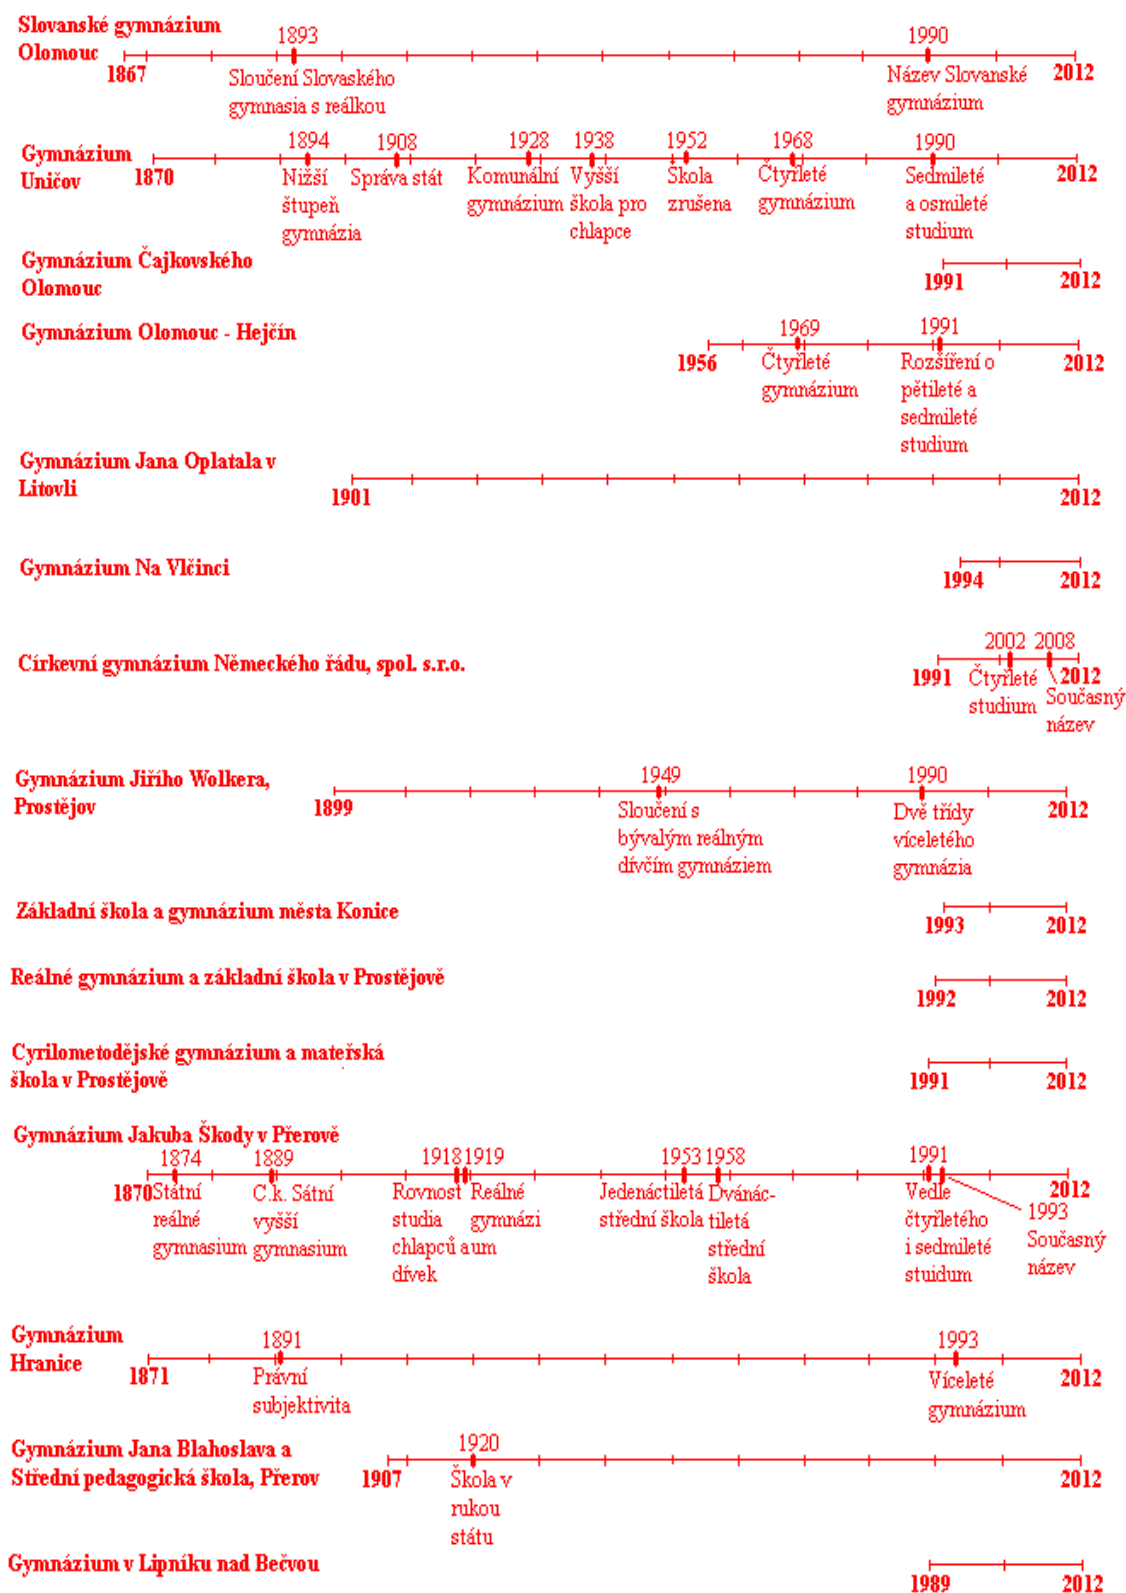 Slovanské gymnázium
Olomouc
1893
1990
1867
2012
Sloučení Slovaského
gymnasia s reálkou
Název Slovanské
gymnázium
Gymnázium
Uničov
1894
1908
1928
1938
1952
1968
1990
1870
2012
Nižší
štupeň
gymnázia
Správa stát
Komunální
gymnázium
Vyšší
škola pro
chlapce
Škola
zrušena
Čtyřleté
gymnázium
Sedmileté
a osmileté
studium
Gymnázium Čajkovského
Olomouc
1991
2012
Gymnázium Olomouc - Hejčín
1969
1991
1956
2012
Čtyřleté
gymnázium
Rozšíření o
pětileté a
sedmileté
studium
Gymnázium Jana Oplatala v
Litovli
1901
2012
Gymnázium Na Vlčinci
1994
2012
Církevní gymnázium Německého řádu, spol. s.r.o.
2002
2008
1991
2012
Čtyřleté
studium
Současný
název
Gymnázium Jiřího Wolkera,
Prostějov
1949
1990
1899
2012
Sloučení s
bývalým reálným
dívčím gymnáziem
Dvě třídy
víceletého
gymnázia
Základní škola a gymnázium města Konice
1993
2012
Reálné gymnázium a základní škola v Prostějově
1992
2012
Cyrilometodějské gymnázium a mateřská
škola v Prostějově
1991
2012
Gymnázium Jakuba Škody v Přerově
1874
1889
1918
1919
1953
1958
1991
1870
2012
Státní
reálné
gymnasium
C.k. Sátní
vyšší
gymnasium
Rovnost
studia
chlapců a
dívek
Reálné
gymnázi
um
Jedenáctiletá
střední škola
Dvánác-
tiletá
střední
škola
Vedle
čtyřletého
i sedmileté
stuidum
1993
Současný
název
Gymnázium
Hranice
1891
1993
1871
2012
Právní
subjektivita
Víceleté
gymnázium
Gymnázium Jana Blahoslava a
Střední pedagogická škola, Přerov
1920
1907
2012
Škola v
rukou
státu
Gymnázium v Lipníku nad Bečvou
1989
2012